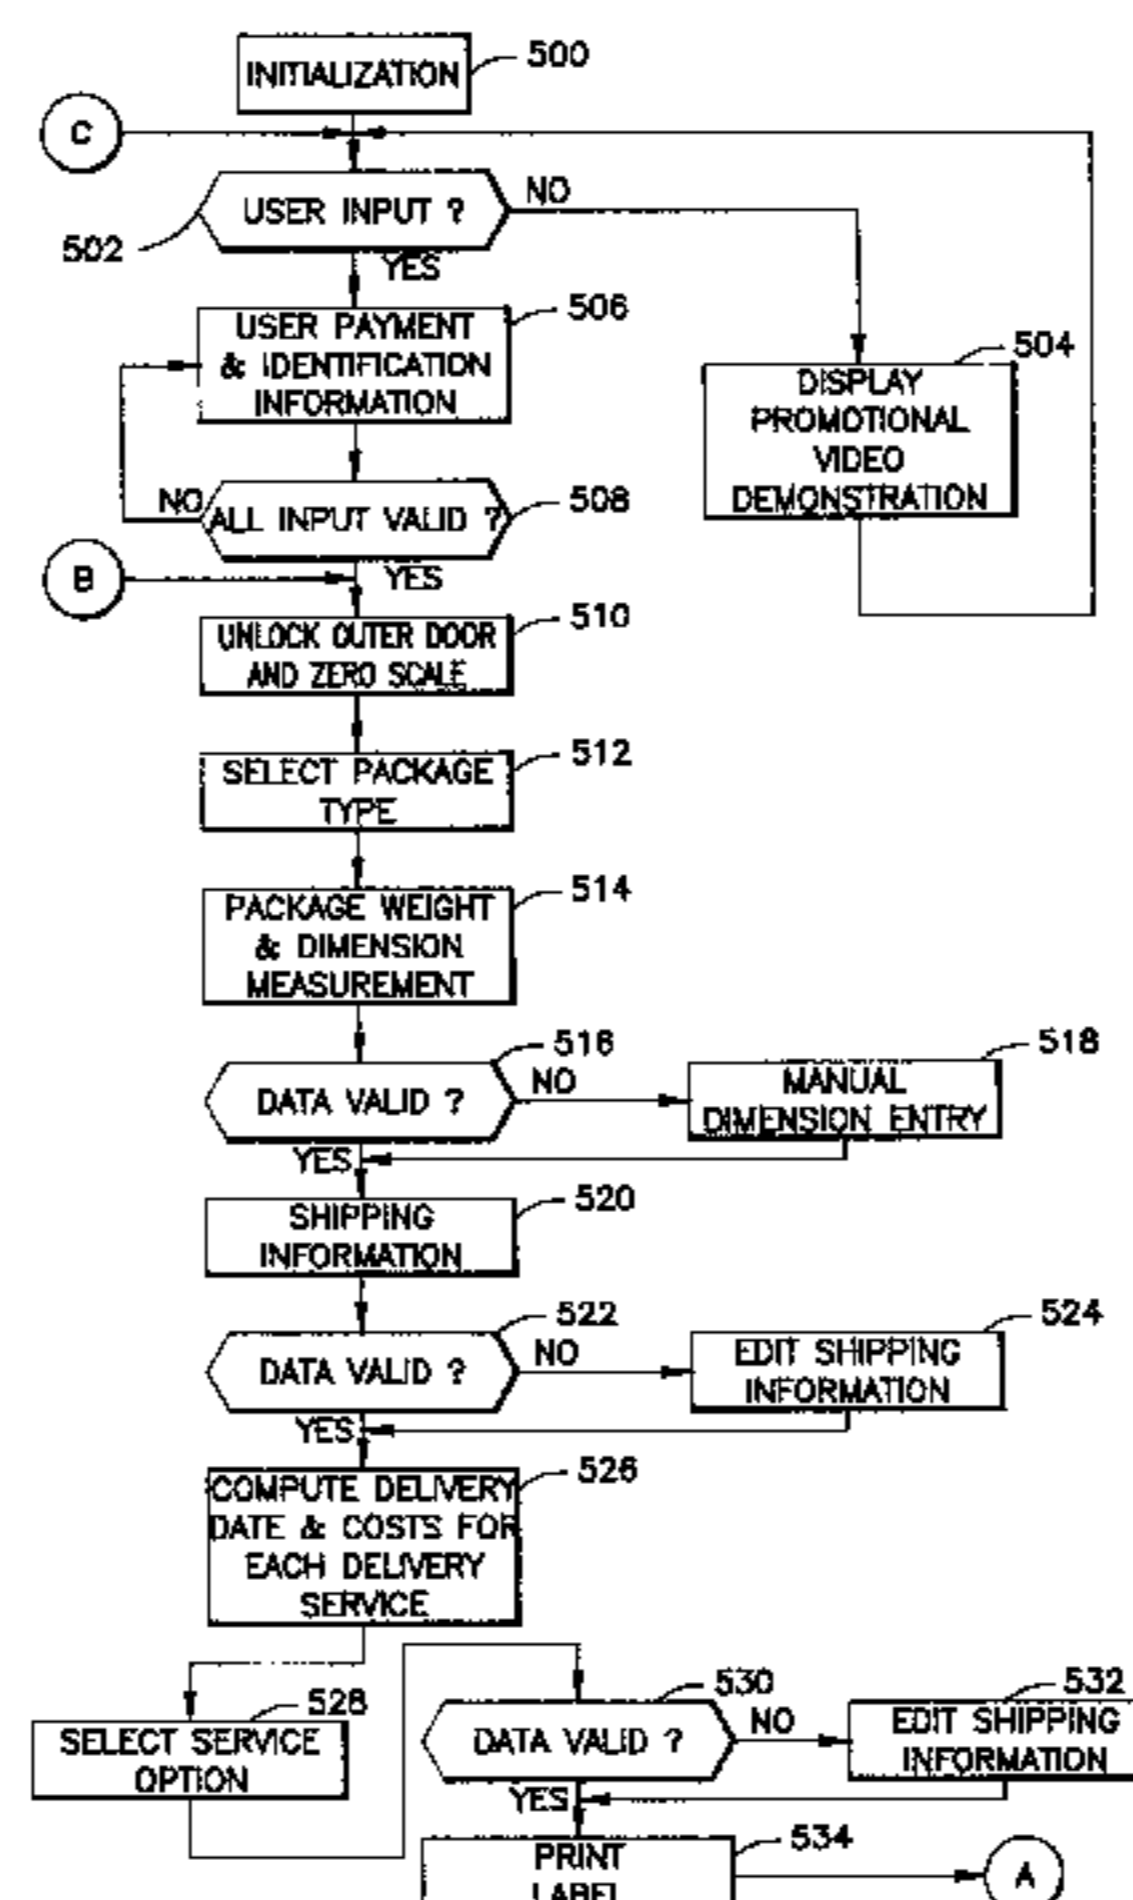 INITIALIZATION
500
C
USER INPUT ?
NO
502
YES
506
USER PAYMENT
& IDENTIFICATION
INFORMATION
504
DISPLAY
PROMOTIONAL
VIDEO
DEMONSTRATION
NO
ALL INPUT VALID ?
508
B
YES
510
UNLOCK OUTER DOOR
AND ZERO SCALE
512
SELECT PACKAGE
TYPE
514
PACKAGE WEIGHT
& DIMENSION
MEASUREMENT
516
DATA VALID ?
NO
518
MANUAL
DIMENSION ENTRY
YES
520
SHIPPING
INFORMATION
522
DATA VALID ?
NO
524
EDIT SHIPPING
INFORMATION
YES
526
COMPUTE DELIVERY
DATE & COSTS FOR
EACH DELIVERY
SERVICE
528
SELECT SERVICE
OPTION
530
DATA VALID ?
NO
532
EDIT SHIPPING
INFORMATION
YES
534
PRINT
LABEL
A